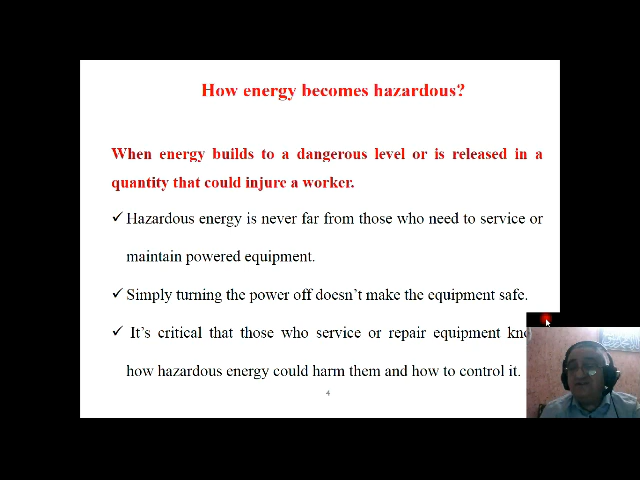 How energy becomes hazardous?
When energy builds to a dangerous level or is released in a
quantity that could injure a worker.
✓ Hazardous energy is never far from those who need to service or
maintain powered equipment.
✓ Simply turning the power off doesn't make the equipment safe.
✓ It's critical that those who service or repair equipment
how hazardous energy could harm them and how to control it.
4